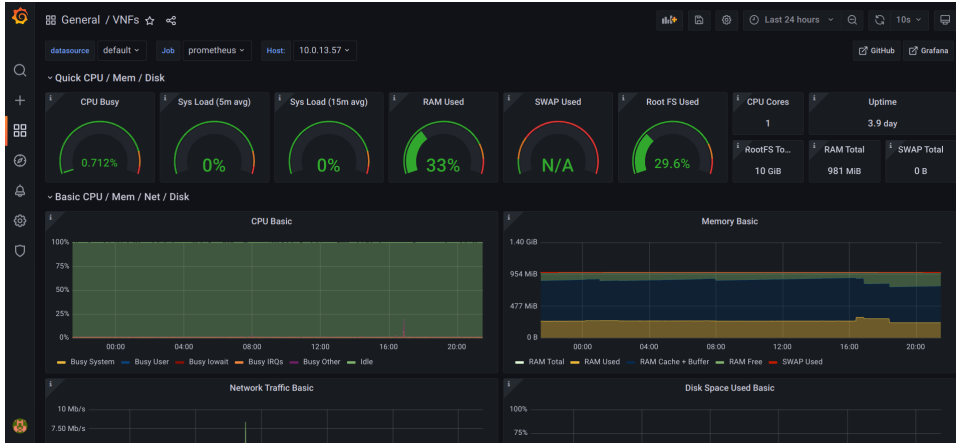 General / VNFs
Last 24 hours
10s
datasource default Job prometheus Host: 10.0.13.57
GitHub Grafana
Quick CPU / Mem / Disk
CPU Busy
0.712%
Sys Load (5m avg)
0%
Sys Load (15m avg)
0%
RAM Used
33%
SWAP Used
N/A
Root FS Used
29.6%
CPU Cores
1
Uptime
3.9 day
RootFS To...
10 GiB
RAM Total
981 MiB
SWAP Total
0 B
Basic CPU / Mem / Net / Disk
CPU Basic
100%
75%
50%
25%
0%
00:00 04:00 08:00 12:00 16:00 20:00
Busy System Busy User Busy Iowait Busy IRQs Busy Other Idle
Memory Basic
1.40 GiB
954 MiB
477 MiB
0 B
00:00 04:00 08:00 12:00 16:00 20:00
RAM Total RAM Used RAM Cache + Buffer RAM Free SWAP Used
Network Traffic Basic
10 Mb/s
7.50 Mb/s
Disk Space Used Basic
100%
75%